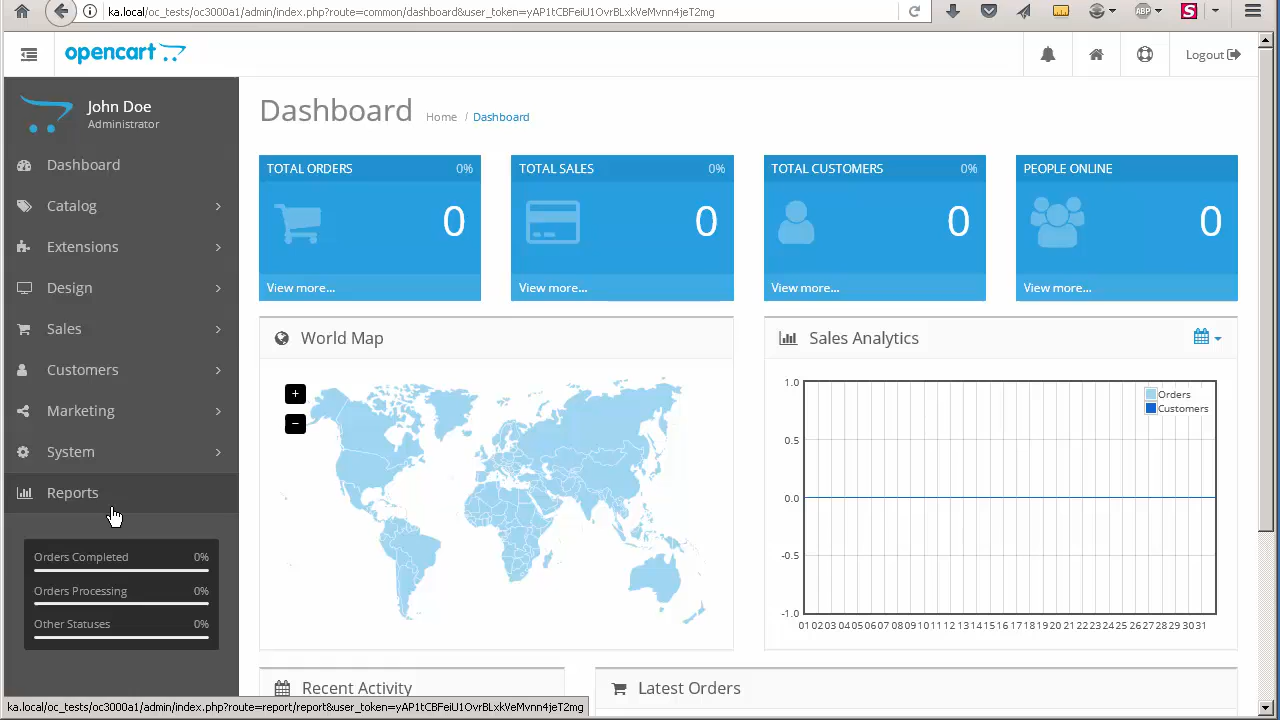 ka.local/oc_tests/oc3000a1/admin/index.php?route=common/dashboard&user_token=yAP1tCBFeiU1OvrBLxkVeMvnn4jeT2mg
ABP
S
opencart
Logout
John Doe
Administrator
Dashboard
Catalog
Extensions
Design
Sales
Customers
Marketing
System
Reports
Orders Completed 0%
Orders Processing 0%
Other Statuses 0%
Dashboard Home / Dashboard
TOTAL ORDERS 0%
0
View more...
TOTAL SALES 0%
0
View more...
TOTAL CUSTOMERS 0%
0
View more...
PEOPLE ONLINE
0
View more...
World Map
+
−
Sales Analytics
1.0
0.5
0.0
-0.5
-1.0
Orders
Customers
01 02 03 04 05 06 07 08 09 10 11 12 13 14 15 16 17 18 19 20 21 22 23 24 25 26 27 28 29 30 31
Recent Activity
Latest Orders
ka.local/oc_tests/oc3000a1/admin/index.php?route=report/report&user_token=yAP1tCBFeiU1OvrBLxkVeMvnn4jeT2mg